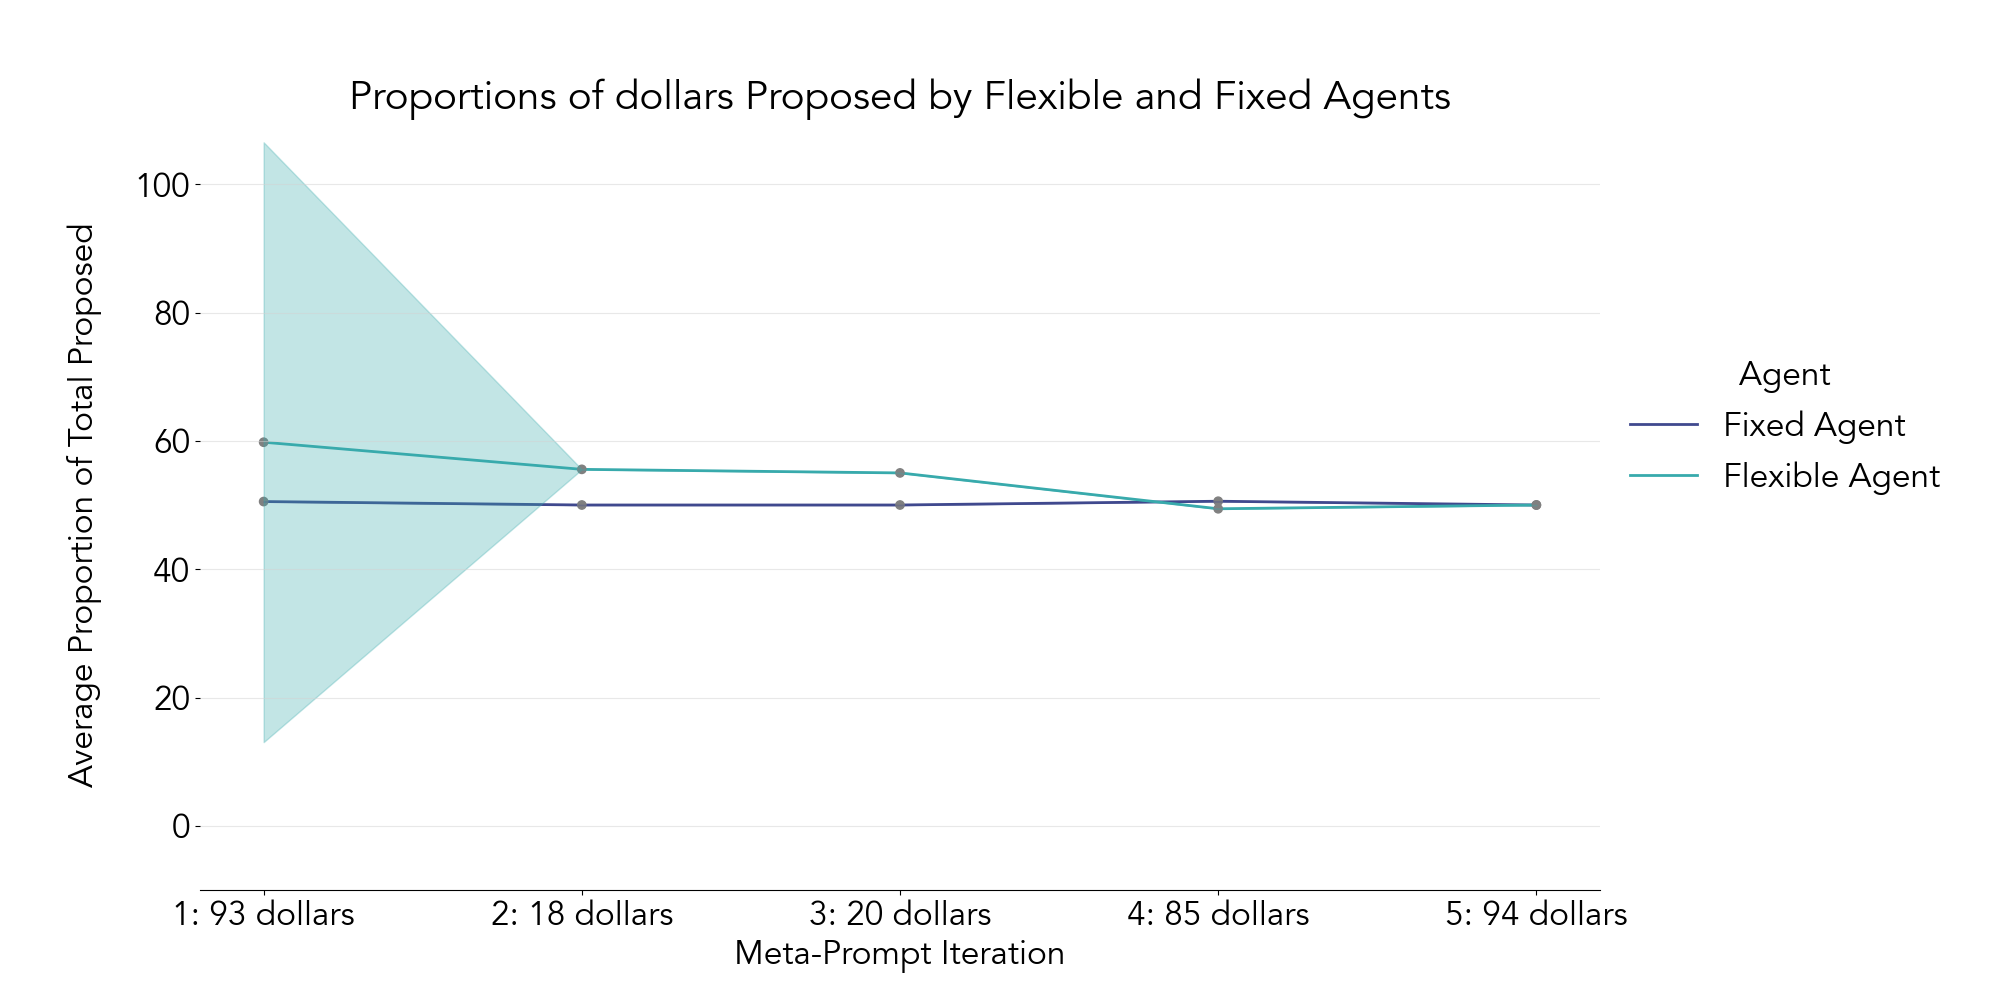 Proportions of dollars Proposed by Flexible and Fixed Agents
Average Proportion of Total Proposed
100
80
60
40
20
0
1: 93 dollars
2: 18 dollars
3: 20 dollars
4: 85 dollars
5: 94 dollars
Meta-Prompt Iteration
Agent
Fixed Agent
Flexible Agent